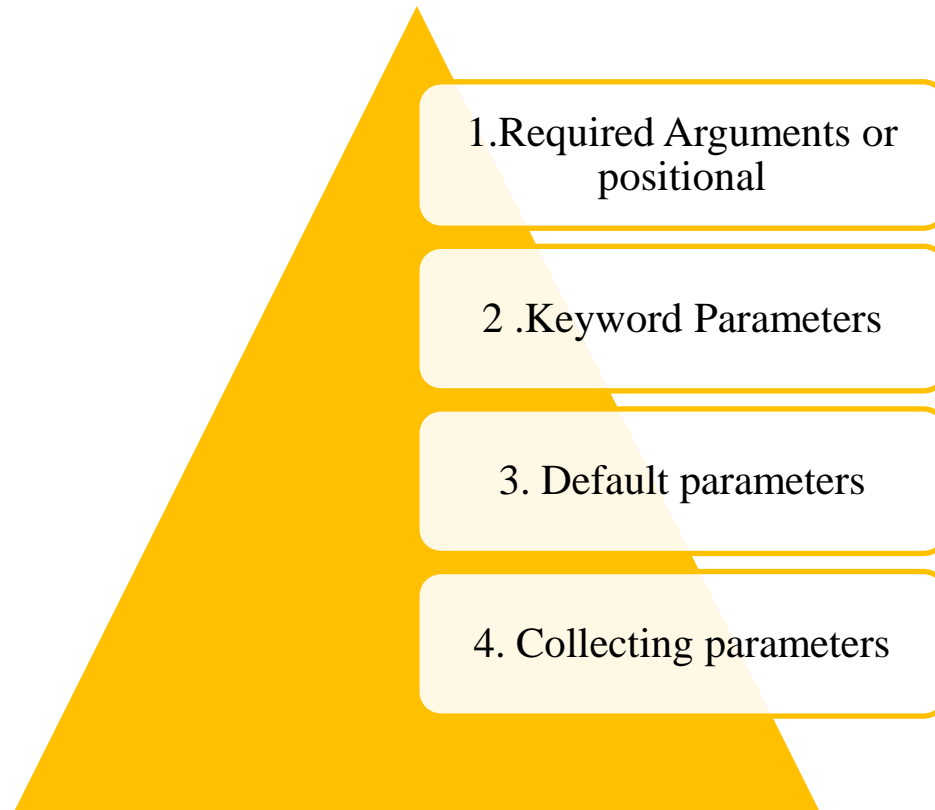 1.Required Arguments or
positional
2 .Keyword Parameters
3. Default parameters
4. Collecting parameters